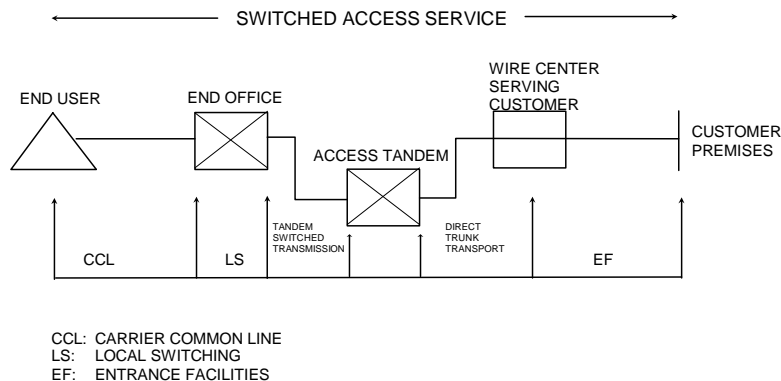 SWITCHED ACCESS SERVICE
WIRE CENTER
SERVING
CUSTOMER
END USER
END OFFICE
CUSTOMER
PREMISES
ACCESS TANDEM
TANDEM
SWITCHED
TRANSMISSION
DIRECT
TRUNK
TRANSPORT
CCL
LS
EF
CCL: CARRIER COMMON LINE
LS: LOCAL SWITCHING
EF: ENTRANCE FACILITIES